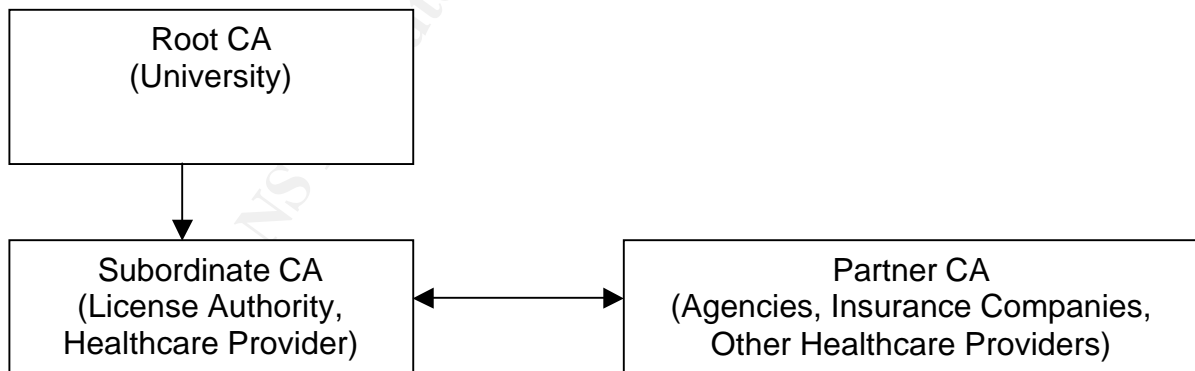 Root CA
(University)
Subordinate CA
(License Authority,
Healthcare Provider)
Partner CA
(Agencies, Insurance Companies,
Other Healthcare Providers)